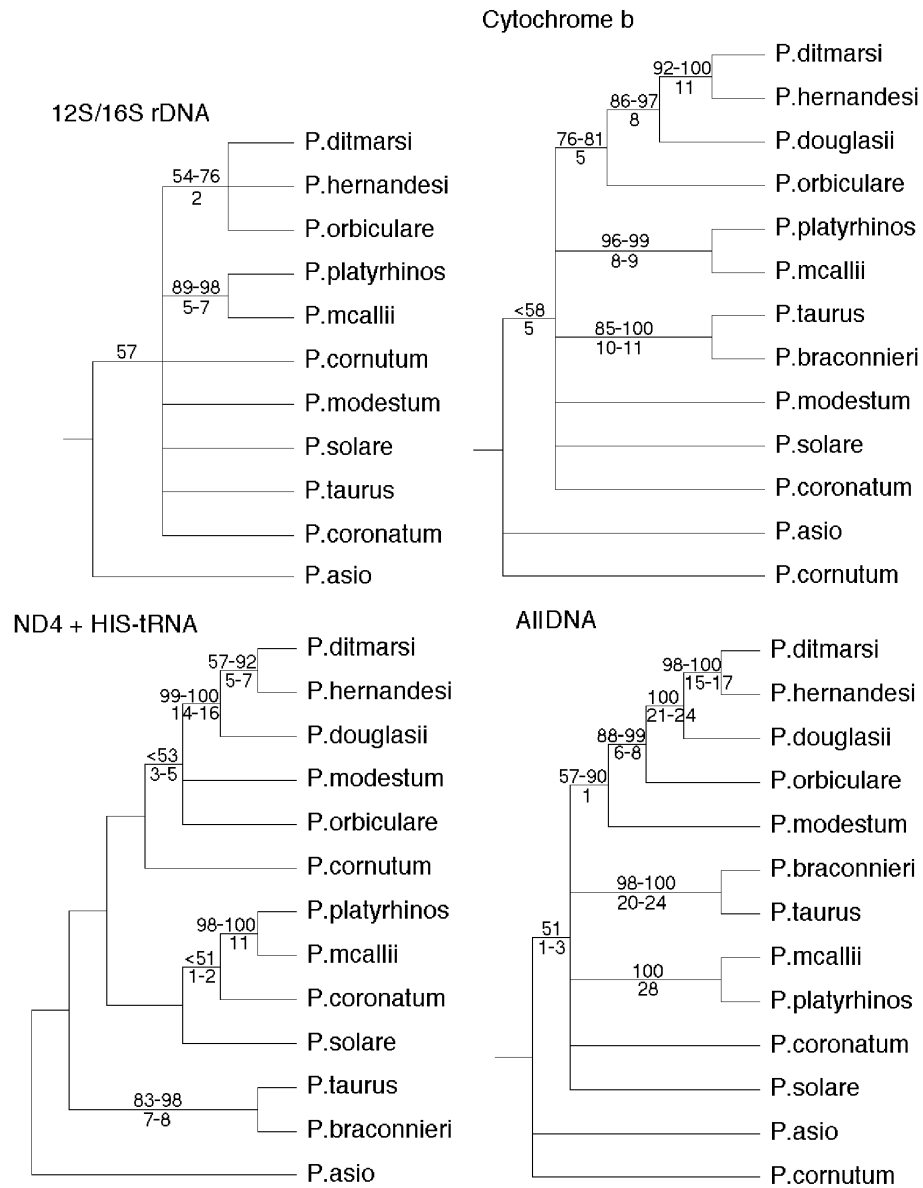 12S/16S rDNA
P.ditmarsi
54-76
P.hernandesi
2
P.orbiculare
89-98
P.platyrhinos
5-7
P.mcallii
57
P.cornutum
P.modestum
P.solare
P.taurus
P.coronatum
P.asio
Cytochrome b
P.ditmarsi
92-100
11
P.hernandesi
86-97
8
P.douglasii
76-81
5
P.orbiculare
P.platyrhinos
96-99
8-9
P.mcallii
<58
5
P.taurus
85-100
10-11
P.braconnieri
P.modestum
P.solare
P.coronatum
P.asio
P.cornutum
ND4 + HIS-tRNA
P.ditmarsi
57-92
5-7
P.hernandesi
99-100
14-16
P.douglasii
<53
3-5
P.modestum
P.orbiculare
P.cornutum
P.platyrhinos
98-100
11
P.mcallii
<51
1-2
P.coronatum
P.solare
P.taurus
83-98
7-8
P.braconnieri
P.asio
AllDNA
P.ditmarsi
98-100
15-17
P.hernandesi
100
21-24
P.douglasii
88-99
6-8
P.orbiculare
57-90
1
P.modestum
P.braconnieri
98-100
20-24
P.taurus
51
1-3
P.mcallii
100
28
P.platyrhinos
P.coronatum
P.solare
P.asio
P.cornutum